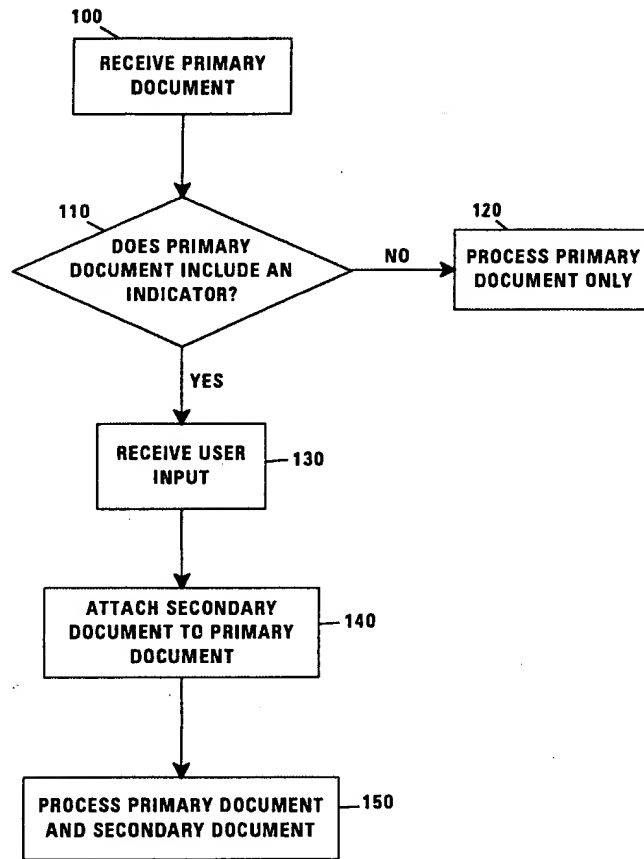 100
RECEIVE PRIMARY
DOCUMENT
110
DOES PRIMARY
DOCUMENT INCLUDE AN
INDICATOR?
NO
120
PROCESS PRIMARY
DOCUMENT ONLY
YES
RECEIVE USER
INPUT
130
ATTACH SECONDARY
DOCUMENT TO PRIMARY
DOCUMENT
140
PROCESS PRIMARY DOCUMENT
AND SECONDARY DOCUMENT
150